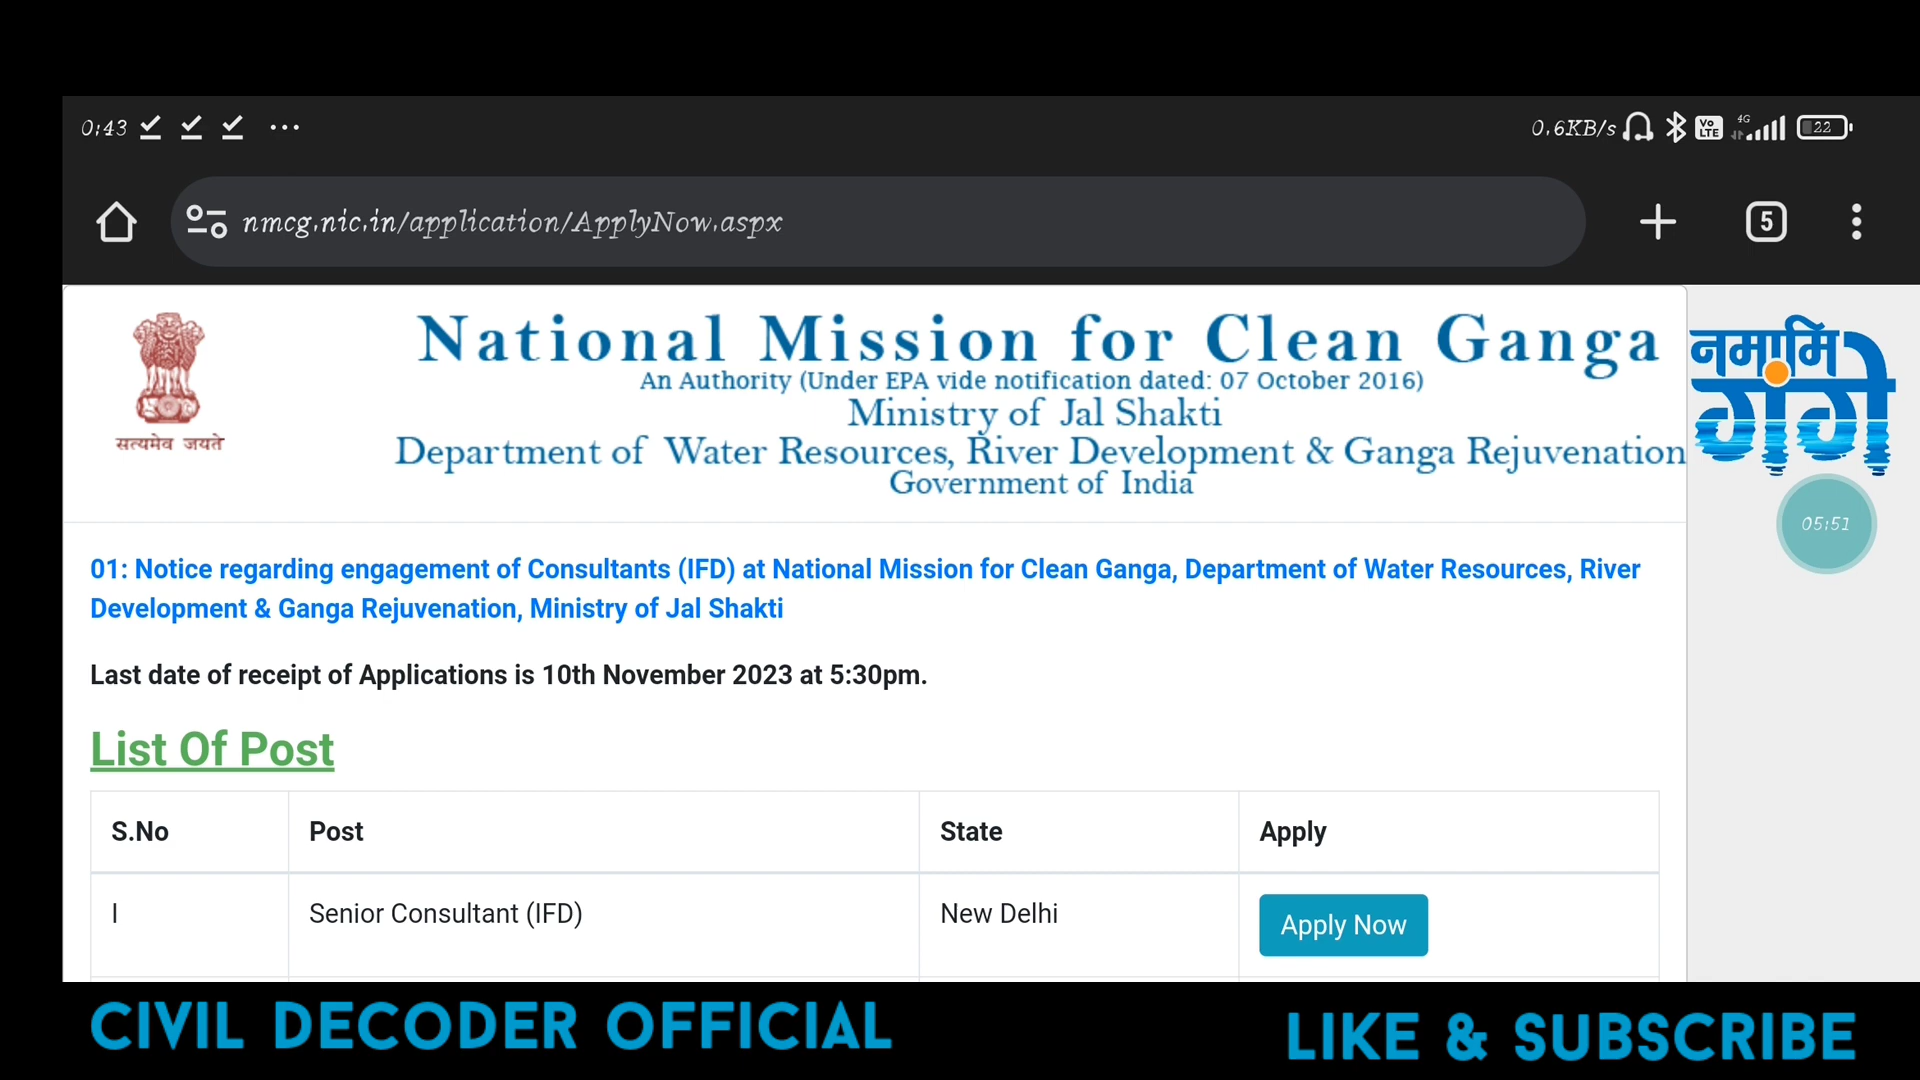 0:43 ... 0.6KB/s Vo LTE 4G 22
nmcg.nic.in/application/ApplyNow.aspx 5
National Mission for Clean Ganga
An Authority (Under EPA vide notification dated: 07 October 2016)
Ministry of Jal Shakti
Department of Water Resources, River Development & Ganga Rejuvenation
Government of India
सत्यमेव जयते
नमामि
गंगे
05:51
01: Notice regarding engagement of Consultants (IFD) at National Mission for Clean Ganga, Department of Water Resources, River
Development & Ganga Rejuvenation, Ministry of Jal Shakti
Last date of receipt of Applications is 10th November 2023 at 5:30pm.
List Of Post
S.No Post State Apply
I Senior Consultant (IFD) New Delhi Apply Now
CIVIL DECODER OFFICIAL LIKE & SUBSCRIBE